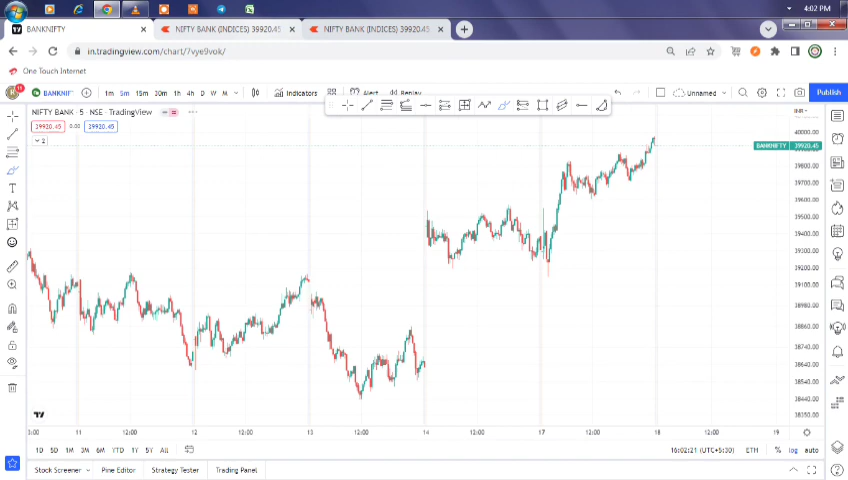 4:02 PM
BANKNIFTY
NIFTY BANK (INDICES) 39920.45
NIFTY BANK (INDICES) 39920.45
in.tradingview.com/chart/7vye9vok/
One Touch Internet
11
BANKNIFTY
1m 5m 15m 30m 1h 4h D W M
Indicators
Alert
Replay
Unnamed
Publish
NIFTY BANK · 5 · NSE · TradingView
39920.45 0.00 39920.45
2
INR
40000.00
BANKNIFTY 39920.45
39800.00
39700.00
39600.00
39500.00
39400.00
39300.00
39200.00
39100.00
38980.00
38860.00
38740.00
38640.00
38540.00
38440.00
38350.00
3:00 11 12:00 12 12:00 13 12:00 14 12:00 17 12:00 18 12:00 19
1D 5D 1M 3M 6M YTD 1Y 5Y All
16:02:21 (UTC+5:30) ETH % log auto
Stock Screener Pine Editor Strategy Tester Trading Panel